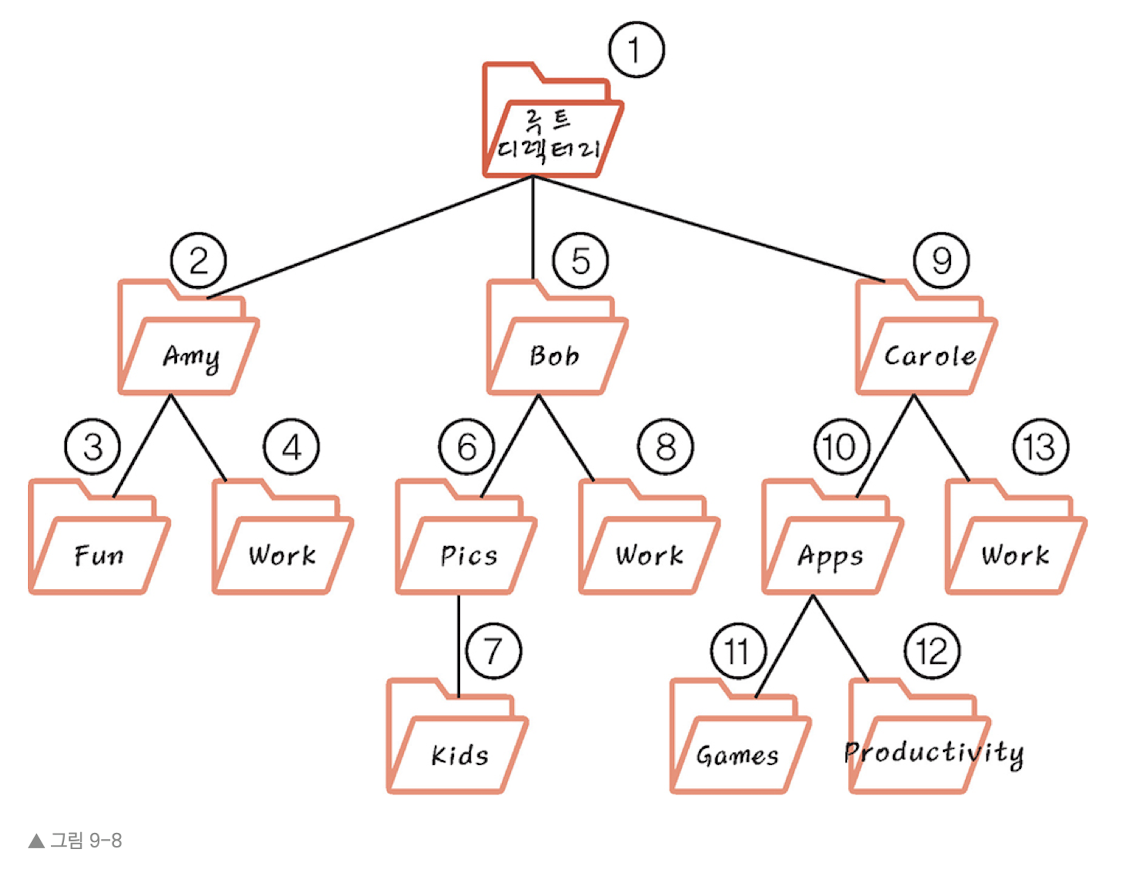 1
루트
디렉터리
2
5
9
Amy
Bob
Carole
3
4
6
8
10
13
Fun
Work
Pics
Work
Apps
Work
7
11
12
Kids
Games
Productivity
▲ 그림 9-8